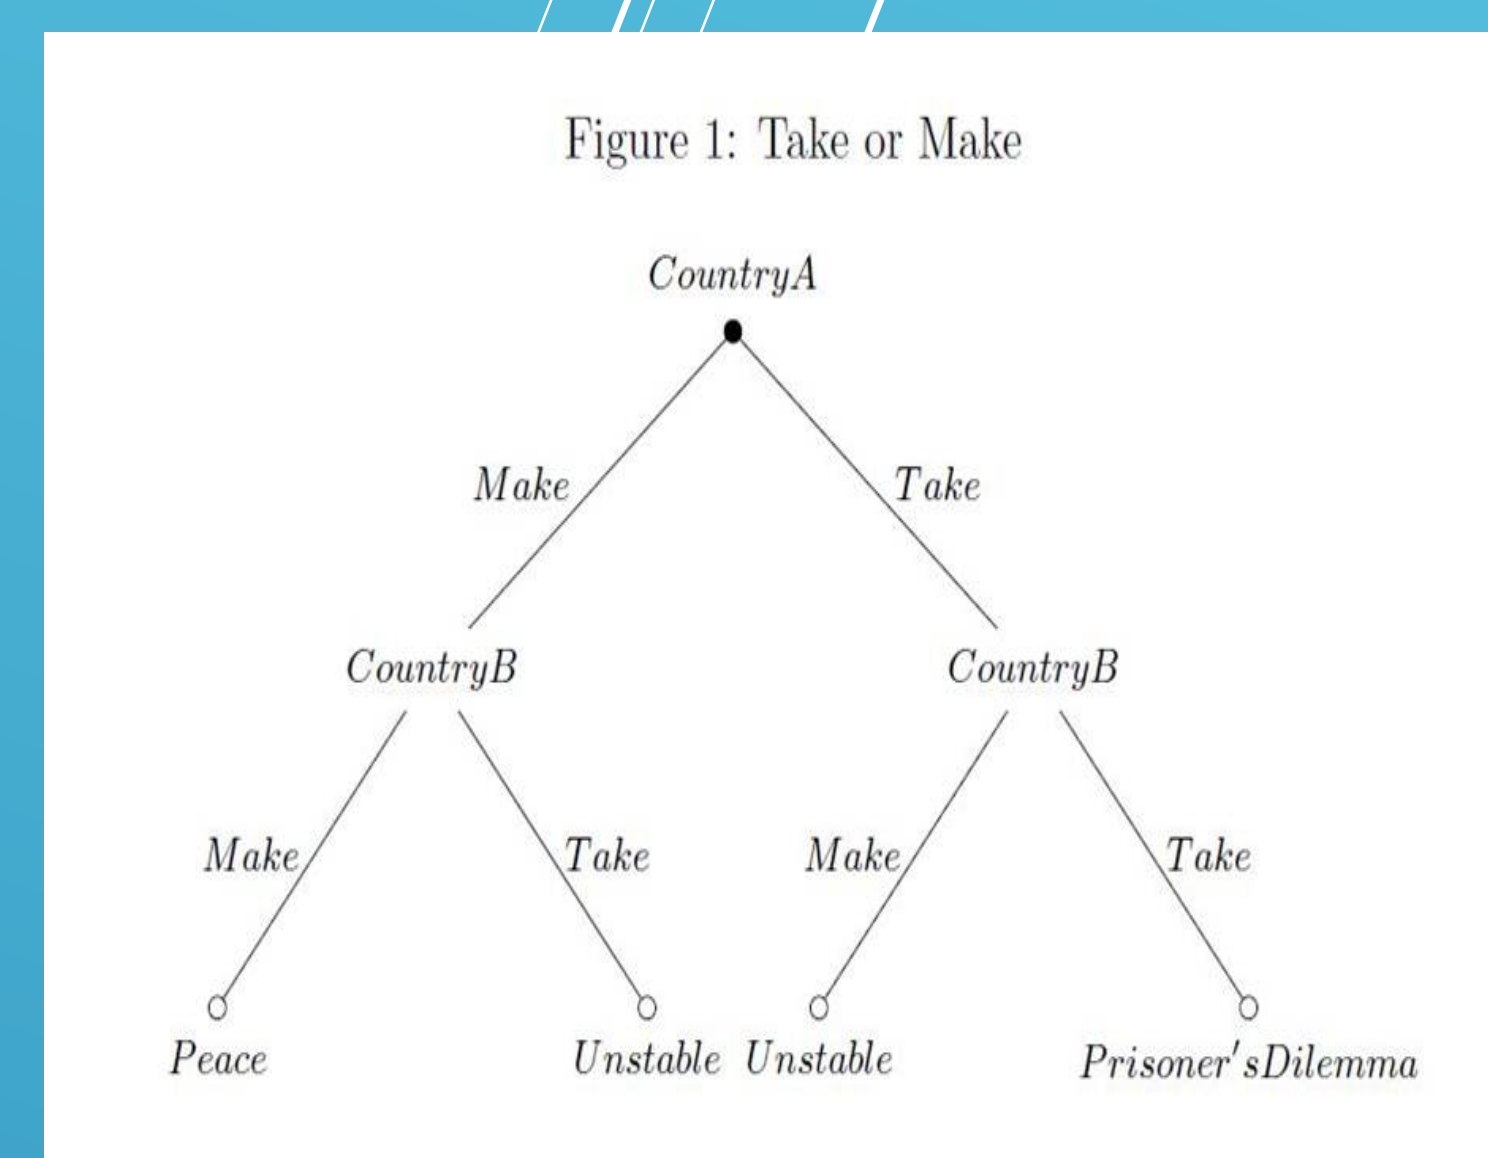 Figure 1: Take or Make
CountryA
Make Take
CountryB CountryB
Make Take Make Take
Peace Unstable Unstable Prisoner'sDilemma